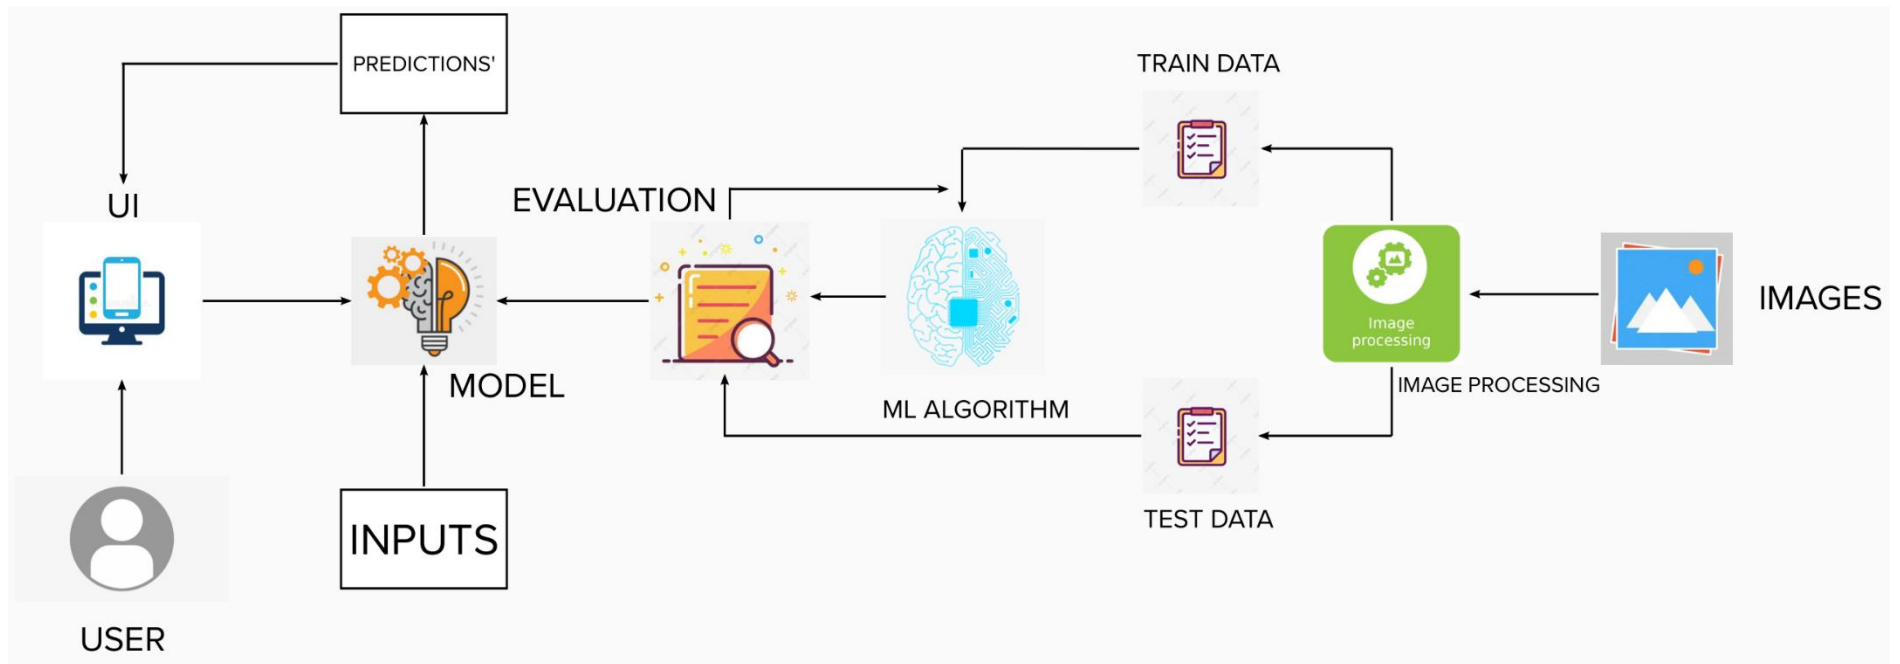 PREDICTIONS'
TRAIN DATA
UI
EVALUATION
IMAGES
Image
processing
IMAGE PROCESSING
MODEL
ML ALGORITHM
INPUTS
TEST DATA
USER